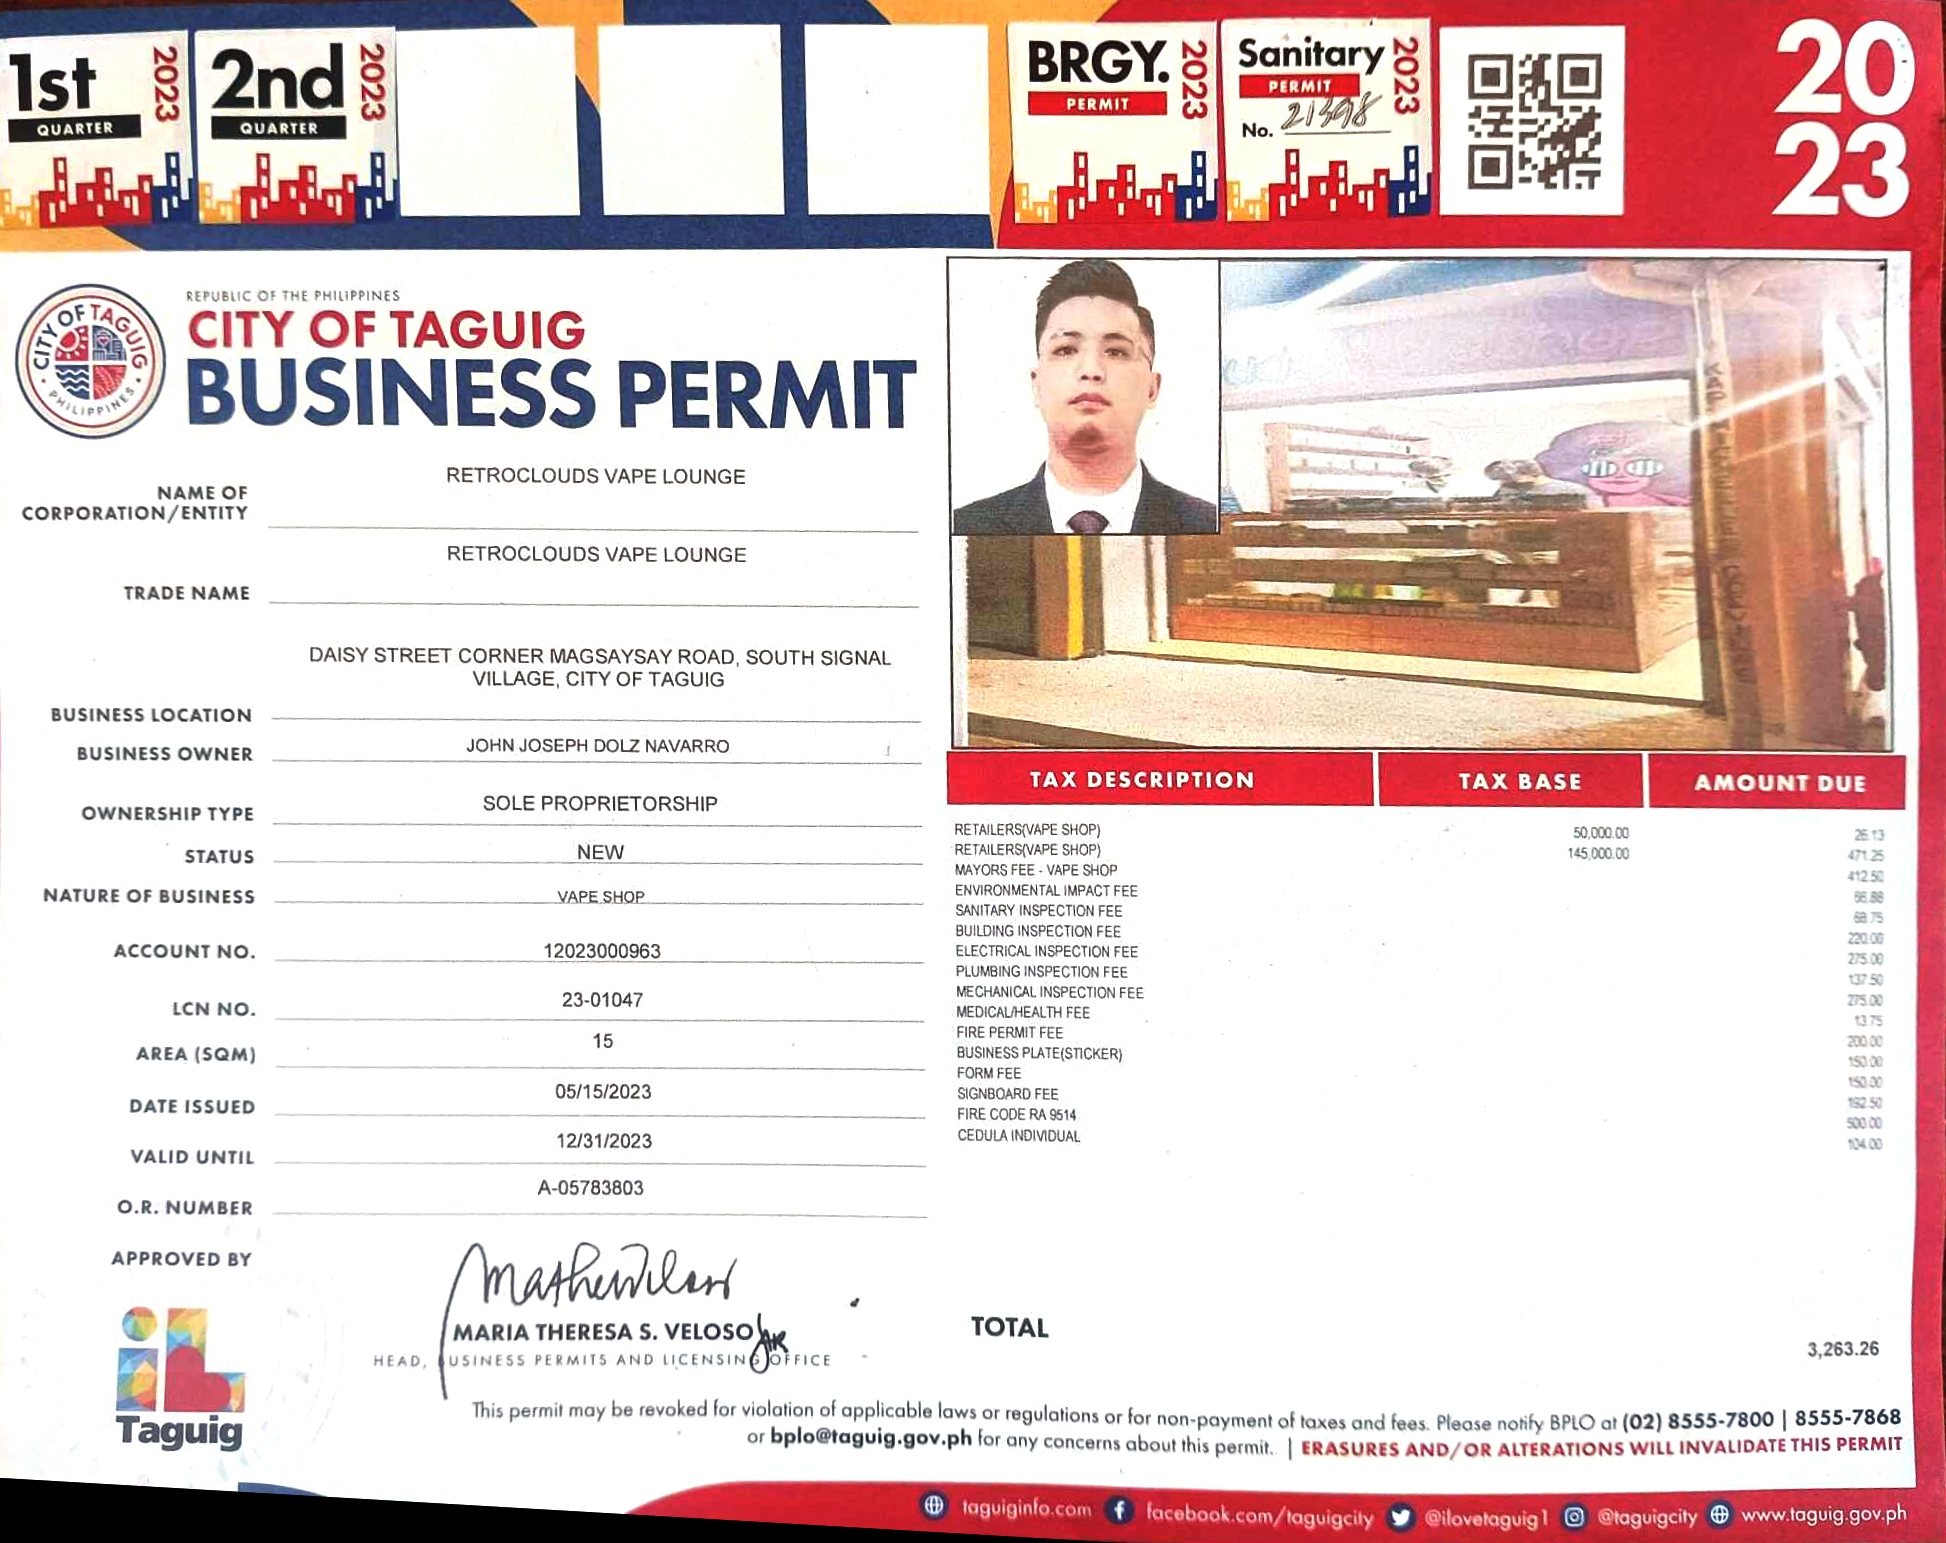 1st
QUARTER
2023
2nd
QUARTER
2023
BRGY.
PERMIT
2023
Sanitary
PERMIT
No. 21398
2023
20
23
CITY OF TAGUIG
PHILIPPINES
REPUBLIC OF THE PHILIPPINES
CITY OF TAGUIG
BUSINESS PERMIT
NAME OF CORPORATION/ENTITY RETROCLOUDS VAPE LOUNGE
TRADE NAME RETROCLOUDS VAPE LOUNGE
DAISY STREET CORNER MAGSAYSAY ROAD, SOUTH SIGNAL
VILLAGE, CITY OF TAGUIG
BUSINESS LOCATION
BUSINESS OWNER JOHN JOSEPH DOLZ NAVARRO
OWNERSHIP TYPE SOLE PROPRIETORSHIP
STATUS NEW
NATURE OF BUSINESS VAPE SHOP
ACCOUNT NO. 12023000963
LCN NO. 23-01047
AREA (SQM) 15
DATE ISSUED 05/15/2023
VALID UNTIL 12/31/2023
O.R. NUMBER A-05783803
APPROVED BY
MARIA THERESA S. VELOSO
HEAD, BUSINESS PERMITS AND LICENSING OFFICE
iL
Taguig
TAX DESCRIPTION TAX BASE AMOUNT DUE
RETAILERS(VAPE SHOP) 50,000.00 26.13
RETAILERS(VAPE SHOP) 145,000.00 471.25
MAYORS FEE - VAPE SHOP 412.50
ENVIRONMENTAL IMPACT FEE 66.88
SANITARY INSPECTION FEE 68.75
BUILDING INSPECTION FEE 220.00
ELECTRICAL INSPECTION FEE 275.00
PLUMBING INSPECTION FEE 137.50
MECHANICAL INSPECTION FEE 275.00
MEDICAL/HEALTH FEE 13.75
FIRE PERMIT FEE 200.00
BUSINESS PLATE(STICKER) 150.00
FORM FEE 150.00
SIGNBOARD FEE 192.50
FIRE CODE RA 9514 500.00
CEDULA INDIVIDUAL 104.00
TOTAL 3,263.26
This permit may be revoked for violation of applicable laws or regulations or for non-payment of taxes and fees. Please notify BPLO at (02) 8555-7800 | 8555-7868
or bplo@taguig.gov.ph for any concerns about this permit. | ERASURES AND/OR ALTERATIONS WILL INVALIDATE THIS PERMIT
taguiginfo.com facebook.com/taguigcity @ilovetaguig1 @taguigcity www.taguig.gov.ph